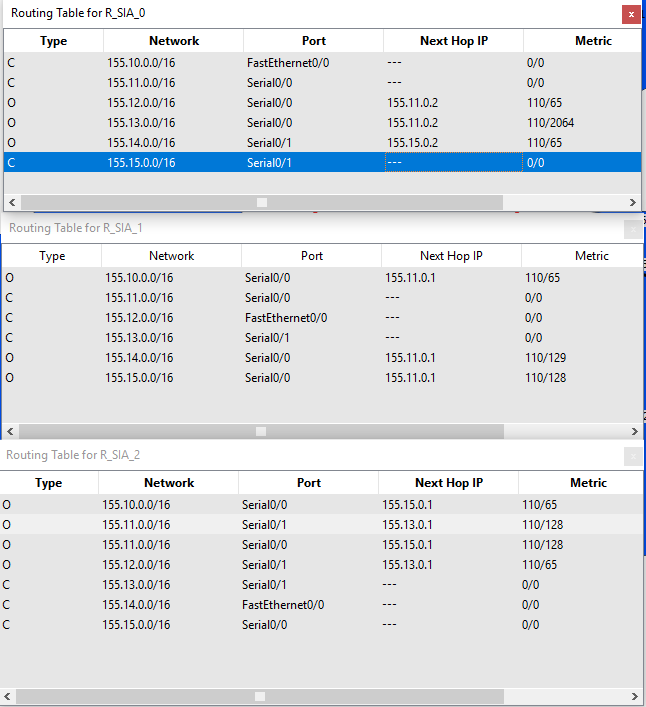 Routing Table for R_SIA_0
x
Type Network Port Next Hop IP Metric
C 155.10.0.0/16 FastEthernet0/0 --- 0/0
C 155.11.0.0/16 Serial0/0 --- 0/0
O 155.12.0.0/16 Serial0/0 155.11.0.2 110/65
O 155.13.0.0/16 Serial0/0 155.11.0.2 110/2064
O 155.14.0.0/16 Serial0/1 155.15.0.2 110/65
C 155.15.0.0/16 Serial0/1 --- 0/0
Routing Table for R_SIA_1
Type Network Port Next Hop IP Metric
O 155.10.0.0/16 Serial0/0 155.11.0.1 110/65
C 155.11.0.0/16 Serial0/0 --- 0/0
C 155.12.0.0/16 FastEthernet0/0 --- 0/0
C 155.13.0.0/16 Serial0/1 --- 0/0
O 155.14.0.0/16 Serial0/0 155.11.0.1 110/129
O 155.15.0.0/16 Serial0/0 155.11.0.1 110/128
Routing Table for R_SIA_2
Type Network Port Next Hop IP Metric
O 155.10.0.0/16 Serial0/0 155.15.0.1 110/65
O 155.11.0.0/16 Serial0/1 155.13.0.1 110/128
O 155.11.0.0/16 Serial0/0 155.15.0.1 110/128
O 155.12.0.0/16 Serial0/1 155.13.0.1 110/65
C 155.13.0.0/16 Serial0/1 --- 0/0
C 155.14.0.0/16 FastEthernet0/0 --- 0/0
C 155.15.0.0/16 Serial0/0 --- 0/0